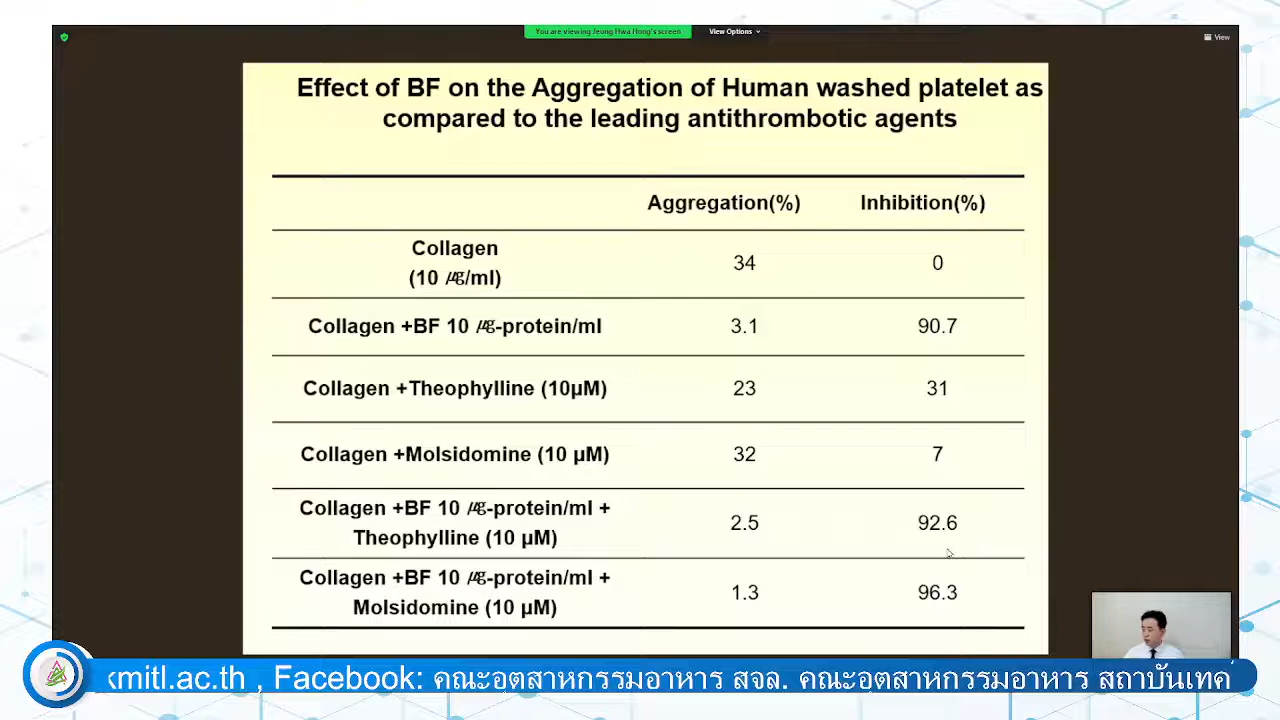 You are viewing Jeong Hwa Hong's screen
View Options
View
Effect of BF on the Aggregation of Human washed platelet as
compared to the leading antithrombotic agents
Aggregation(%) Inhibition(%)
Collagen
(10 ㎍/ml)
34 0
Collagen +BF 10 ㎍-protein/ml 3.1 90.7
Collagen +Theophylline (10µM) 23 31
Collagen +Molsidomine (10 µM) 32 7
Collagen +BF 10 ㎍-protein/ml +
Theophylline (10 µM)
2.5 92.6
Collagen +BF 10 ㎍-protein/ml +
Molsidomine (10 µM)
1.3 96.3
kmitl.ac.th , Facebook: คณะอุตสาหกรรมอาหาร สจล. คณะอุตสาหกรรมอาหาร สถาบันเทค